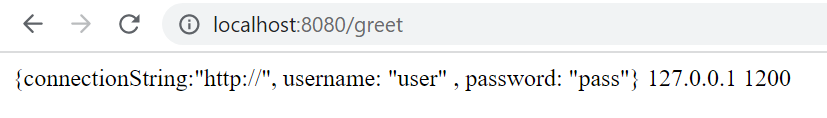 localhost:8080/greet
{connectionString:"http://", username: "user" , password: "pass"} 127.0.0.1 1200